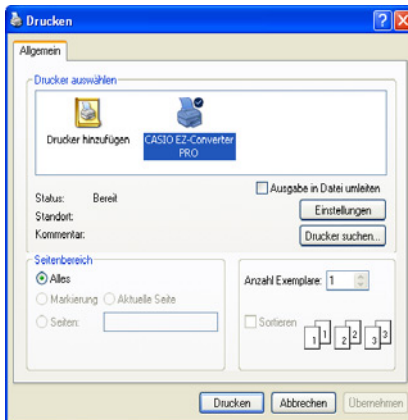 Drucken
Allgemein
Drucker auswählen
Drucker hinzufügen
CASIO EZ-Converter
PRO
Status: Bereit
Standort:
Kommentar:
Ausgabe in Datei umleiten
Einstellungen
Drucker suchen...
Seitenbereich
Alles
Markierung Aktuelle Seite
Seiten:
Anzahl Exemplare: 1
Sortieren
1 1 2 2 3 3
Drucken Abbrechen Übernehmen